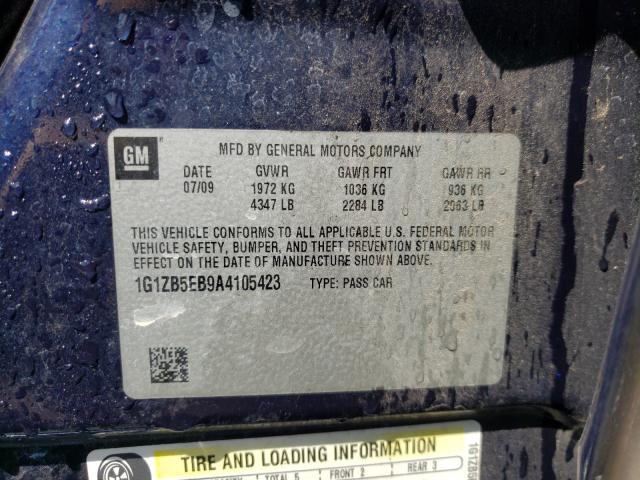 GM
MFD BY GENERAL MOTORS COMPANY
DATE GVWR GAWR FRT GAWR RR
07/09 1972 KG 1036 KG 936 KG
4347 LB 2284 LB 2063 LB
THIS VEHICLE CONFORMS TO ALL APPLICABLE U.S. FEDERAL MOTOR
VEHICLE SAFETY, BUMPER, AND THEFT PREVENTION STANDARDS IN
EFFECT ON THE DATE OF MANUFACTURE SHOWN ABOVE.
1G1ZB5EB9A4105423 TYPE: PASS CAR
TIRE AND LOADING INFORMATION
TOTAL 5 FRONT 2 REAR 3